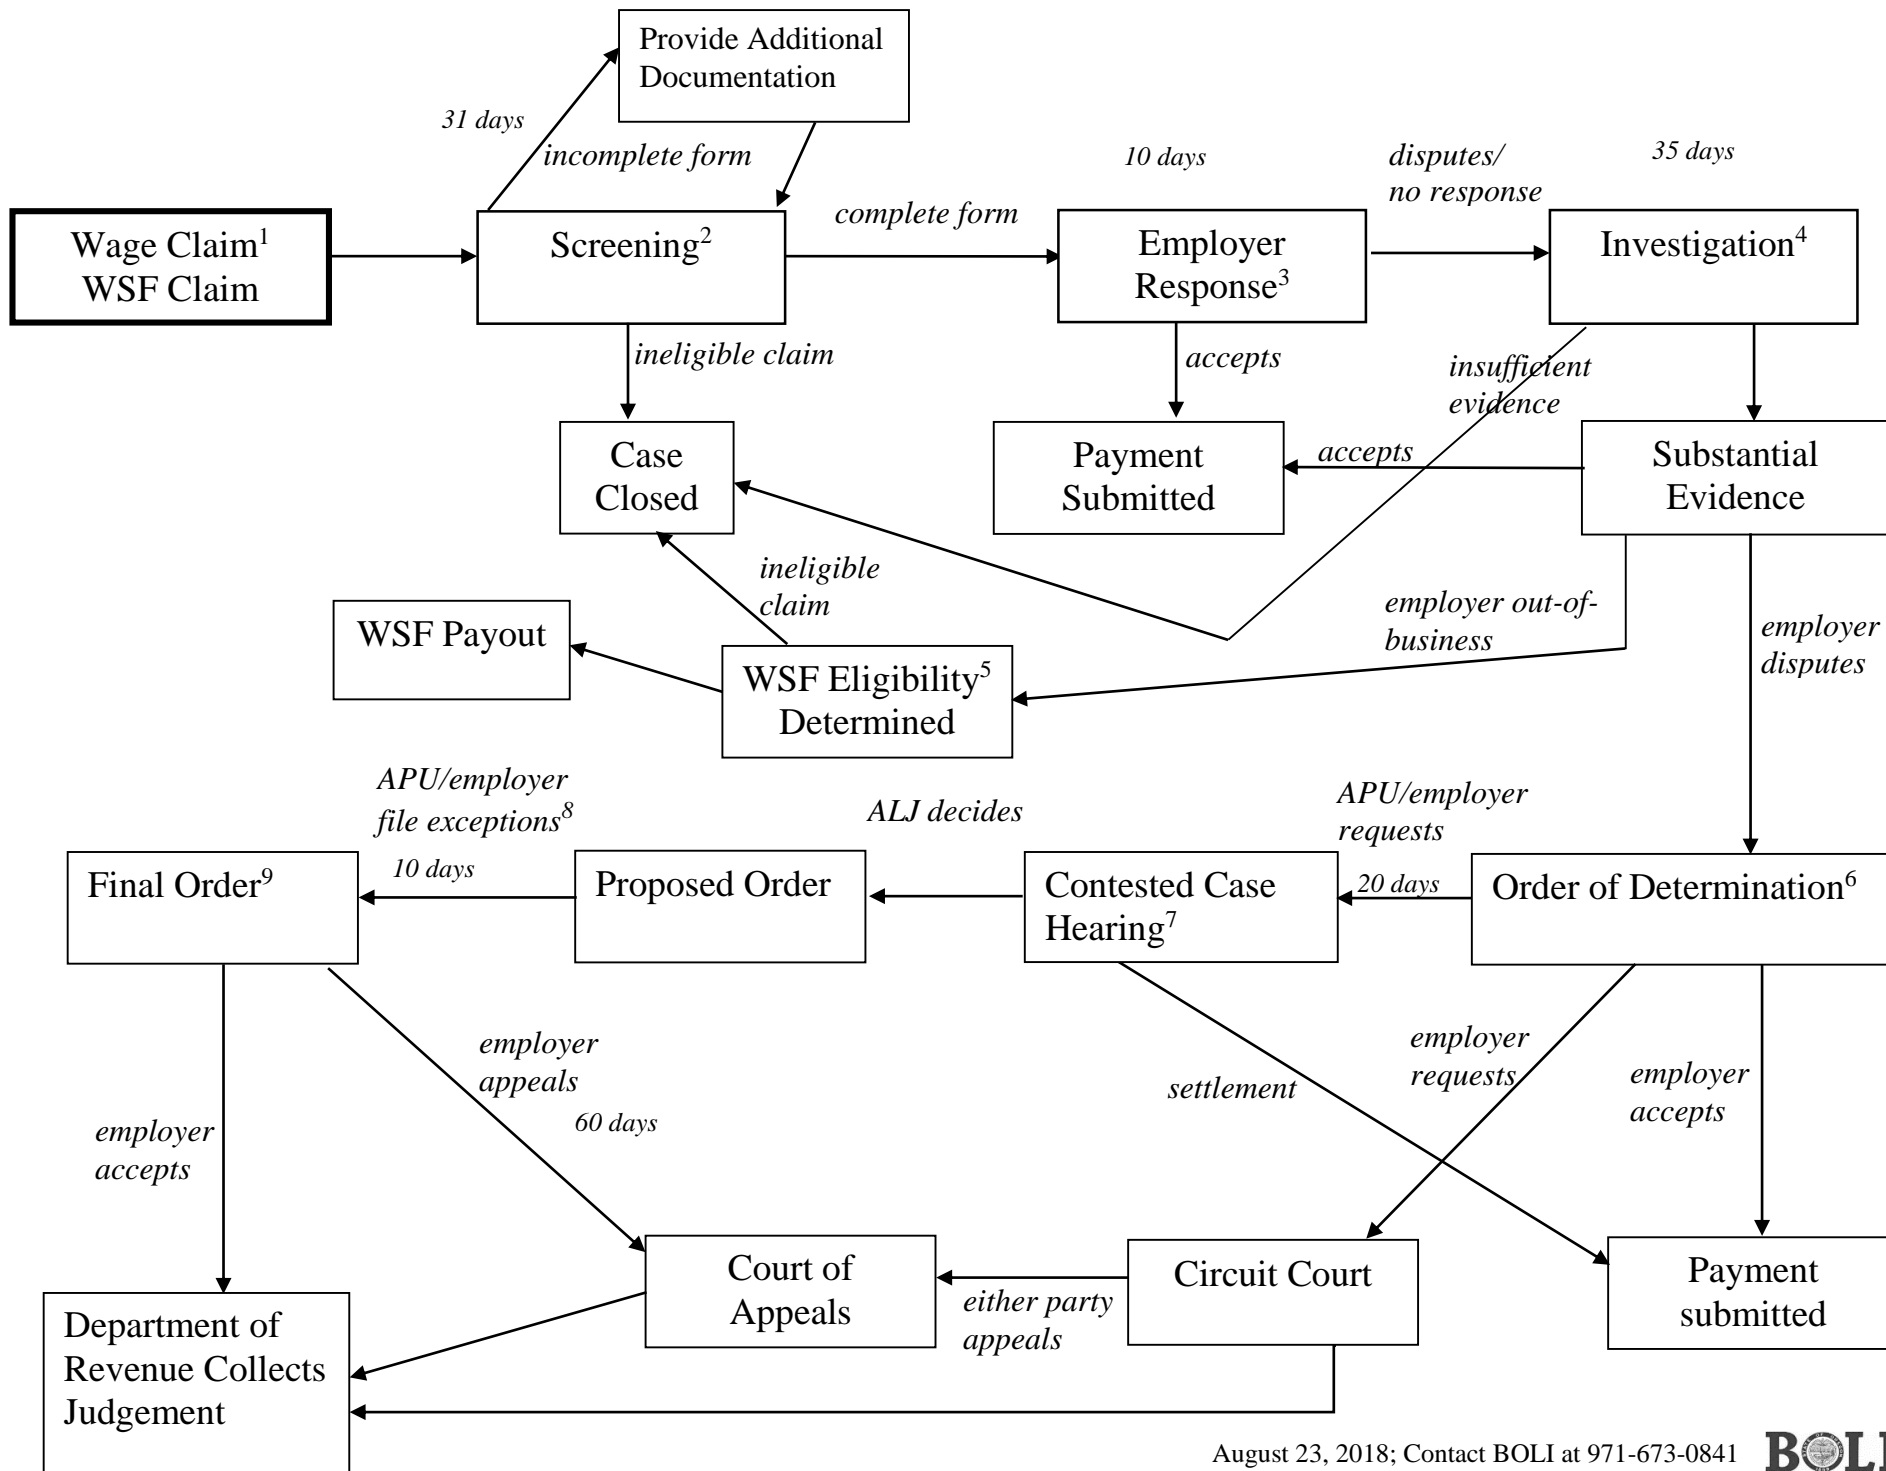 Provide Additional
Documentation
31 days
incomplete form
10 days
disputes/
no response
35 days
complete form
Wage Claim¹
WSF Claim
Screening²
Employer
Response³
Investigation⁴
ineligible claim
accepts
insufficient
evidence
Case
Closed
Payment
Submitted
accepts
Substantial
Evidence
ineligible
claim
employer out-of-
business
employer
disputes
WSF Payout
WSF Eligibility⁵
Determined
APU/employer
file exceptions⁸
10 days
ALJ decides
APU/employer
requests
20 days
Final Order⁹
Proposed Order
Contested Case
Hearing⁷
Order of Determination⁶
employer
appeals
60 days
employer
accepts
settlement
employer
requests
employer
accepts
Court of
Appeals
either party
appeals
Circuit Court
Payment
submitted
Department of
Revenue Collects
Judgement
August 23, 2018; Contact BOLI at 971-673-0841
BOLI